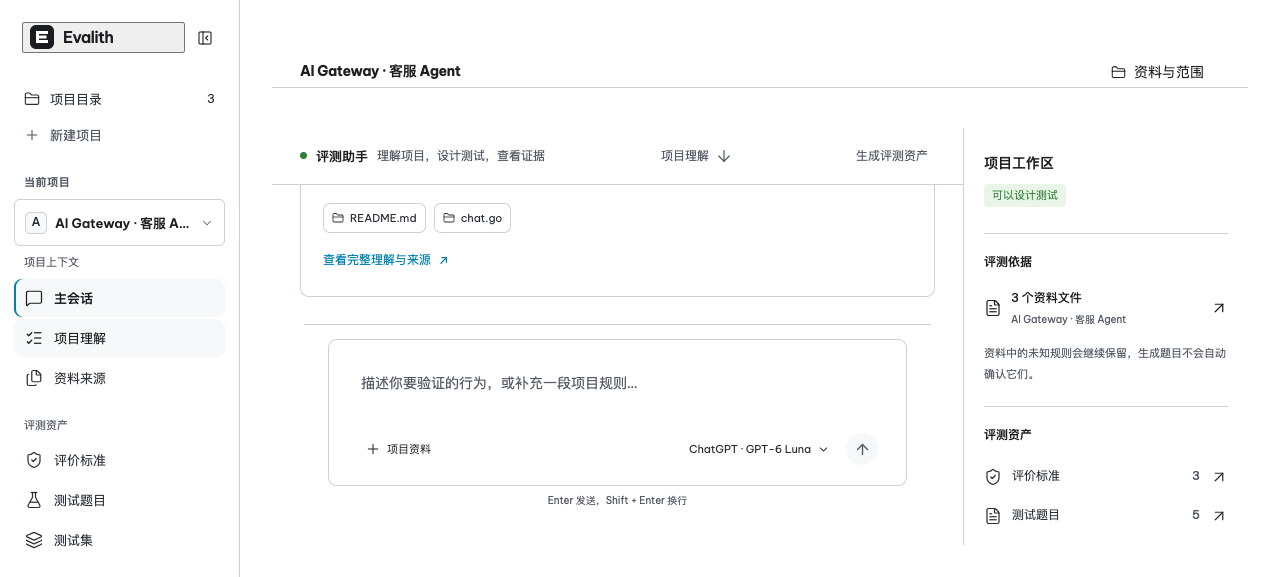 Evalith
项目目录 3
新建项目
当前项目
A AI Gateway · 客服 A...
项目上下文
主会话
项目理解
资料来源
评测资产
评价标准
测试题目
测试集
AI Gateway · 客服 Agent 资料与范围
评测助手 理解项目，设计测试，查看证据 项目理解 生成评测资产
README.md chat.go
查看完整理解与来源
描述你要验证的行为，或补充一段项目规则...
项目资料 ChatGPT · GPT-6 Luna
Enter 发送，Shift + Enter 换行
项目工作区
可以设计测试
评测依据
3 个资料文件
AI Gateway · 客服 Agent
资料中的未知规则会继续保留，生成题目不会自动
确认它们。
评测资产
评价标准 3
测试题目 5